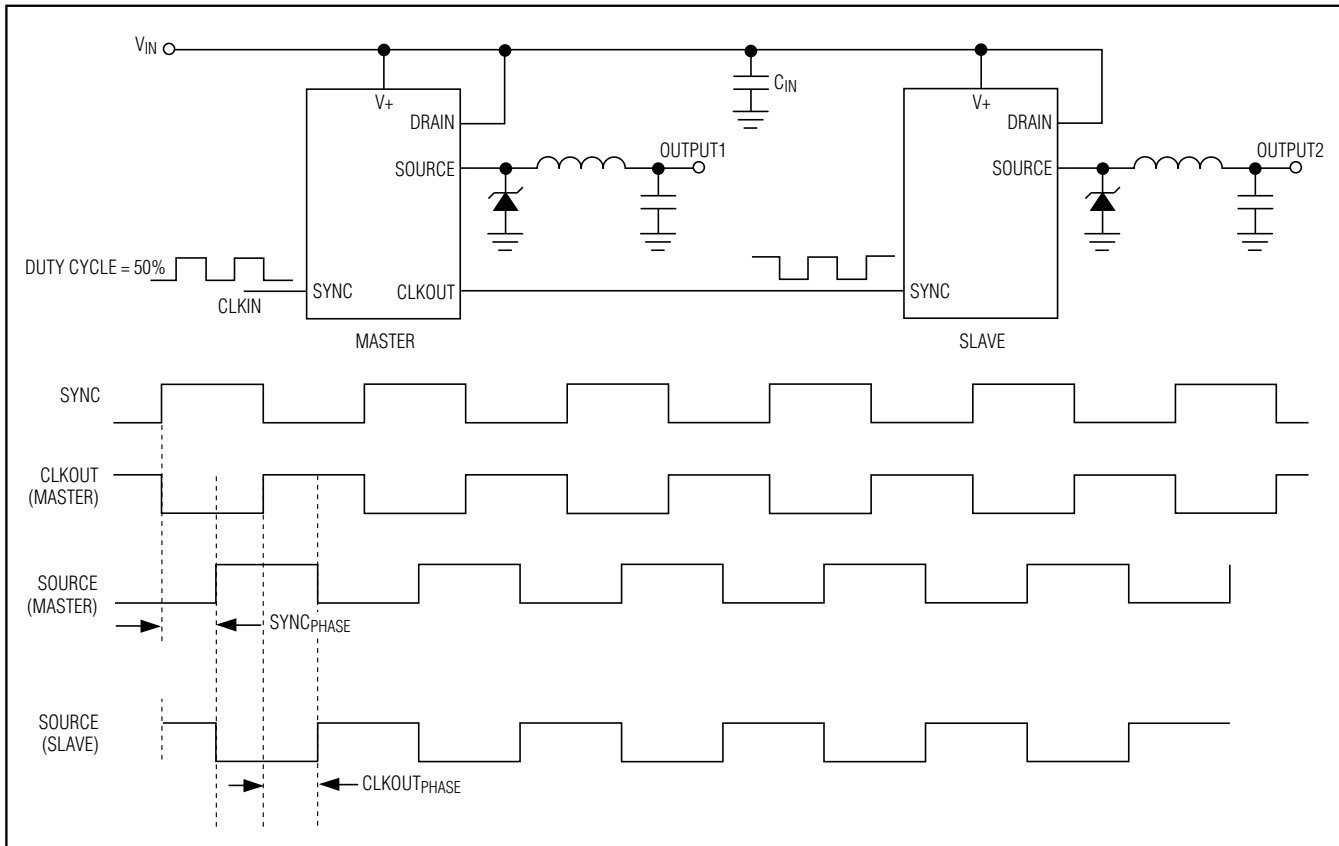 VIN
V+
DRAIN
SOURCE
OUTPUT1
CIN
V+
DRAIN
SOURCE
OUTPUT2
DUTY CYCLE = 50%
CLKIN
SYNC
CLKOUT
SYNC
MASTER
SLAVE
SYNC
CLKOUT
(MASTER)
SOURCE
(MASTER)
SYNCPHASE
SOURCE
(SLAVE)
CLKOUTPHASE